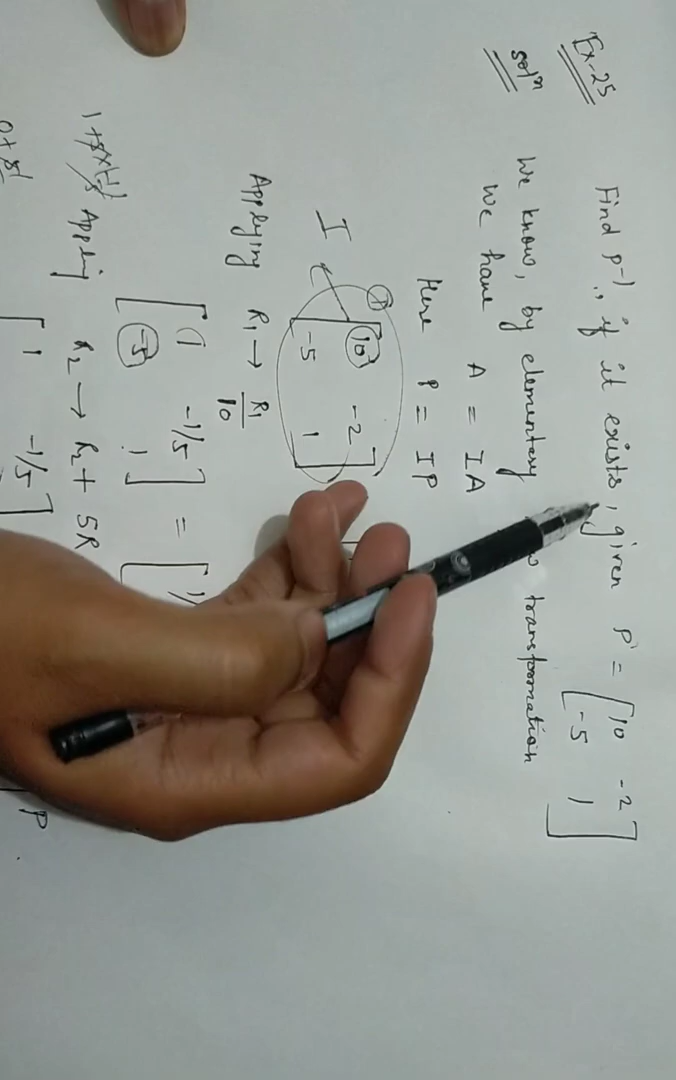 Ex-25 Find P-1, if it exists, given P = [10 -2
-5 1]
Solⁿ We know, by elementary transformation
We have A = IA
Here P = IP
I [10 -2
-5 1]
Applying R₁ → R₁/10
[1 -1/5
-5 1] = [1/
R₂ → R₂ + 5R
[1 -1/5] P